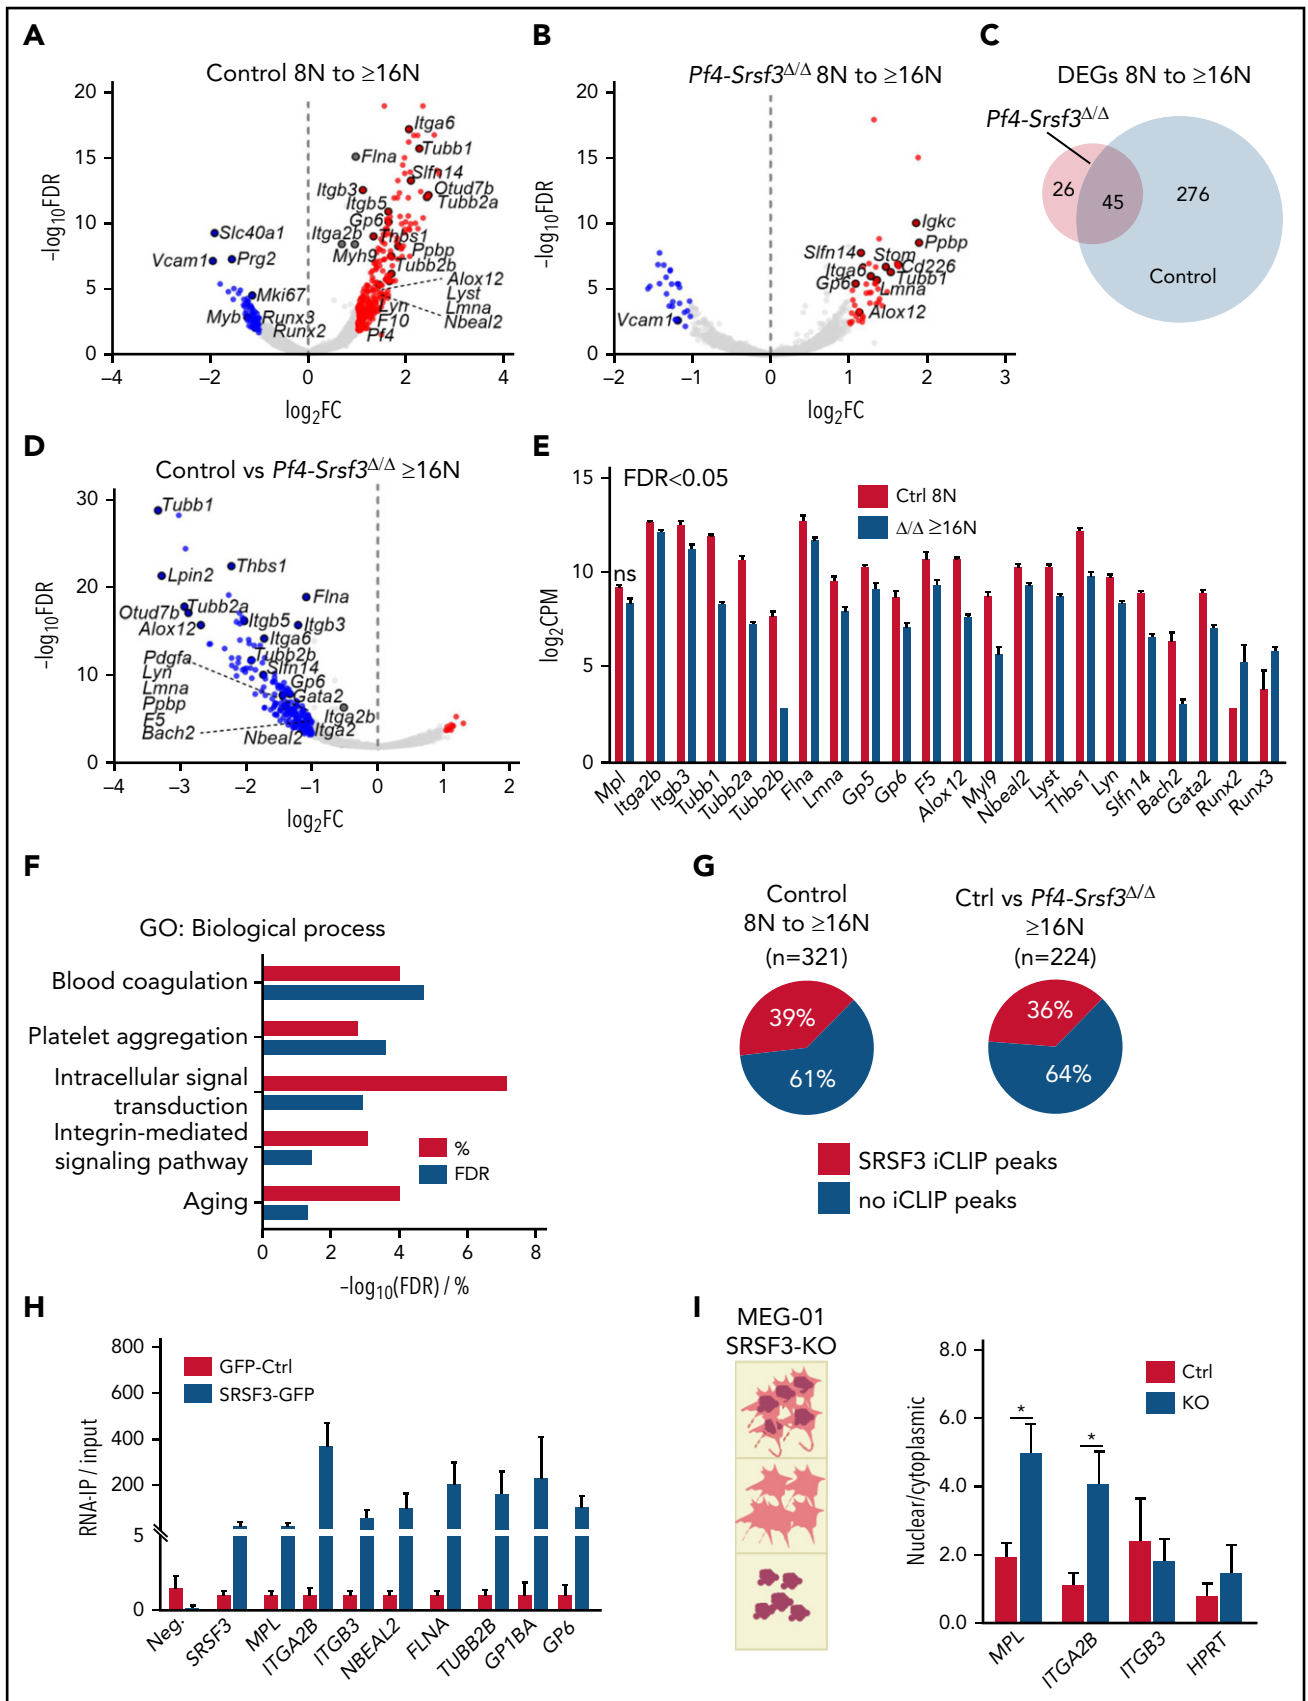 A
Control 8N to ≥16N
20
15
10
5
0
−log10FDR
Itga6
Tubb1
Flna
Slfn14
Itgb3
Otud7b
Itgb5
Tubb2a
Gp6
Itga2b
Thbs1
Slc40a1
Myh9
Ppbp
Vcam1
Prg2
Tubb2b
Alox12
Mki67
Lyst
Lyn
Lmna
Myb
Runx3
F10
Nbeal2
Runx2
Pf4
−4 −2 0 2 4
log2FC
B
Pf4-Srsf3Δ/Δ 8N to ≥16N
20
15
10
5
0
−log10FDR
Igkc
Ppbp
Slfn14
Stom
Cd226
Itga6
Tubb1
Gp6
Lmna
Alox12
Vcam1
−2 −1 0 1 2 3
log2FC
C
DEGs 8N to ≥16N
Pf4-Srsf3Δ/Δ
26
45
276
Control
D
Control vs Pf4-Srsf3Δ/Δ ≥16N
30
20
10
0
−log10FDR
Tubb1
Thbs1
Lpin2
Flna
Tubb2a
Otud7b
Itgb5
Itgb3
Alox12
Itga6
Pdgfa
Tubb2b
Lyn
Slfn14
Lmna
Gp6
Ppbp
Gata2
F5
Itga2b
Bach2
Itga2
Nbeal2
−4 −3 −2 −1 0 1 2
log2FC
E
FDR<0.05
Ctrl 8N
Δ/Δ ≥16N
15
10
5
0
log2CPM
ns
Mpl
Itga2b
Itgb3
Tubb1
Tubb2a
Tubb2b
Flna
Lmna
Gp5
Gp6
F5
Alox12
Myl9
Nbeal2
Lyst
Thbs1
Lyn
Slfn14
Bach2
Gata2
Runx2
Runx3
F
GO: Biological process
Blood coagulation
Platelet aggregation
Intracellular signal
transduction
Integrin-mediated
signaling pathway
Aging
%
FDR
0 2 4 6 8
−log10(FDR) / %
G
Control
8N to ≥16N
(n=321)
39%
61%
Ctrl vs Pf4-Srsf3Δ/Δ
≥16N
(n=224)
36%
64%
SRSF3 iCLIP peaks
no iCLIP peaks
H
800
600
400
200
5
0
RNA-IP / input
GFP-Ctrl
SRSF3-GFP
Neg.
SRSF3
MPL
ITGA2B
ITGB3
NBEAL2
FLNA
TUBB2B
GP1BA
GP6
I
MEG-01
SRSF3-KO
8.0
6.0
4.0
2.0
0.0
Nuclear/cytoplasmic
Ctrl
KO
*
*
MPL
ITGA2B
ITGB3
HPRT